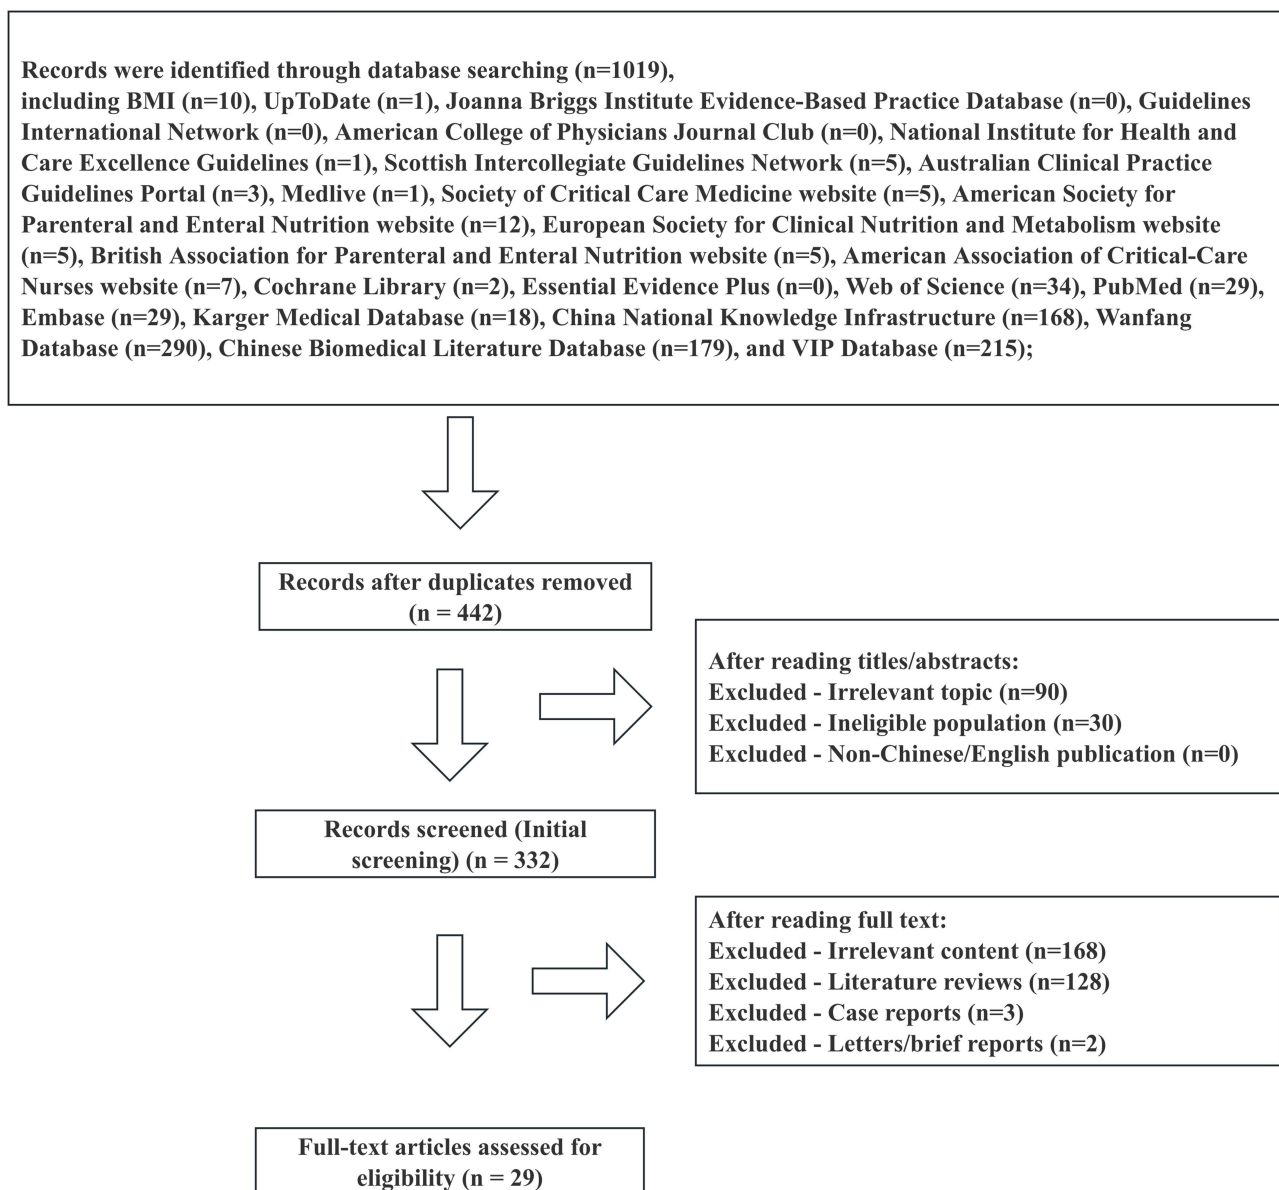 Records were identified through database searching (n=1019),
including BMI (n=10), UpToDate (n=1), Joanna Briggs Institute Evidence-Based Practice Database (n=0), Guidelines
International Network (n=0), American College of Physicians Journal Club (n=0), National Institute for Health and
Care Excellence Guidelines (n=1), Scottish Intercollegiate Guidelines Network (n=5), Australian Clinical Practice
Guidelines Portal (n=3), Medlive (n=1), Society of Critical Care Medicine website (n=5), American Society for
Parenteral and Enteral Nutrition website (n=12), European Society for Clinical Nutrition and Metabolism website
(n=5), British Association for Parenteral and Enteral Nutrition website (n=5), American Association of Critical-Care
Nurses website (n=7), Cochrane Library (n=2), Essential Evidence Plus (n=0), Web of Science (n=34), PubMed (n=29),
Embase (n=29), Karger Medical Database (n=18), China National Knowledge Infrastructure (n=168), Wanfang
Database (n=290), Chinese Biomedical Literature Database (n=179), and VIP Database (n=215);
Records after duplicates removed
(n = 442)
After reading titles/abstracts:
Excluded - Irrelevant topic (n=90)
Excluded - Ineligible population (n=30)
Excluded - Non-Chinese/English publication (n=0)
Records screened (Initial
screening) (n = 332)
After reading full text:
Excluded - Irrelevant content (n=168)
Excluded - Literature reviews (n=128)
Excluded - Case reports (n=3)
Excluded - Letters/brief reports (n=2)
Full-text articles assessed for
eligibility (n = 29)